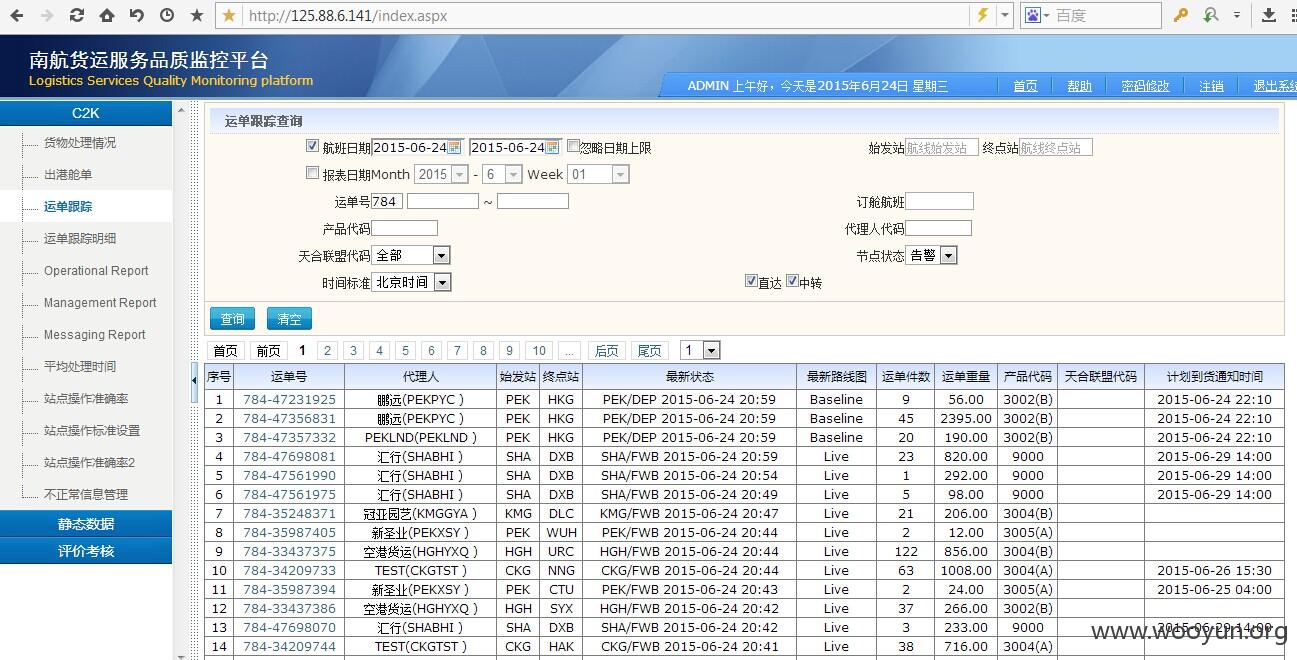 http://125.88.6.141/index.aspx
百度
南航货运服务品质监控平台
Logistics Services Quality Monitoring platform
ADMIN 上午好，今天是2015年6月24日 星期三 首页 帮助 密码修改 注销 退出系统
C2K
货物处理情况
出港舱单
运单跟踪
运单跟踪明细
Operational Report
Management Report
Messaging Report
平均处理时间
站点操作准确率
站点操作标准设置
站点操作准确率2
不正常信息管理
静态数据
评价考核
运单跟踪查询
航班日期 2015-06-24 2015-06-24 忽略日期上限 始发站 航线始发站 终点站 航线终点站
报表日期Month 2015 - 6 Week 01
运单号 784 ~ 订舱航班
产品代码 代理人代码
天合联盟代码 全部 节点状态 告警
时间标准 北京时间 直达 中转
查询 清空
首页 前页 1 2 3 4 5 6 7 8 9 10 ... 后页 尾页 1
序号 运单号 代理人 始发站 终点站 最新状态 最新路线图 运单件数 运单重量 产品代码 天合联盟代码 计划到货通知时间
1 784-47231925 鹏远(PEKPYC ) PEK HKG PEK/DEP 2015-06-24 20:59 Baseline 9 56.00 3002(B) 2015-06-24 22:10
2 784-47356831 鹏远(PEKPYC ) PEK HKG PEK/DEP 2015-06-24 20:59 Baseline 45 2395.00 3002(B) 2015-06-24 22:10
3 784-47357332 PEKLND(PEKLND ) PEK HKG PEK/DEP 2015-06-24 20:59 Baseline 20 190.00 3002(B) 2015-06-24 22:10
4 784-47698081 汇行(SHABHI ) SHA DXB SHA/FWB 2015-06-24 20:59 Live 23 820.00 9000 2015-06-29 14:00
5 784-47561990 汇行(SHABHI ) SHA DXB SHA/FWB 2015-06-24 20:54 Live 1 292.00 9000 2015-06-29 14:00
6 784-47561975 汇行(SHABHI ) SHA DXB SHA/FWB 2015-06-24 20:49 Live 5 98.00 9000 2015-06-29 14:00
7 784-35248371 冠亚园艺(KMGGYA ) KMG DLC KMG/FWB 2015-06-24 20:47 Live 21 206.00 3004(B)
8 784-35987405 新圣业(PEKXSY ) PEK WUH PEK/FWB 2015-06-24 20:44 Live 2 12.00 3005(A)
9 784-33437375 空港货运(HGHYXQ ) HGH URC HGH/FWB 2015-06-24 20:44 Live 122 856.00 3004(B)
10 784-34209733 TEST(CKGTST ) CKG NNG CKG/FWB 2015-06-24 20:44 Live 63 1008.00 3004(A) 2015-06-26 15:30
11 784-35987394 新圣业(PEKXSY ) PEK CTU PEK/FWB 2015-06-24 20:43 Live 2 24.00 3005(A) 2015-06-25 04:00
12 784-33437386 空港货运(HGHYXQ ) HGH SYX HGH/FWB 2015-06-24 20:42 Live 37 266.00 3002(B)
13 784-47698070 汇行(SHABHI ) SHA DXB SHA/FWB 2015-06-24 20:42 Live 3 233.00 9000 2015-06-29 14:00
14 784-34209744 TEST(CKGTST ) CKG HAK CKG/FWB 2015-06-24 20:41 Live 38 716.00 3004(A)
www.wooyun.org